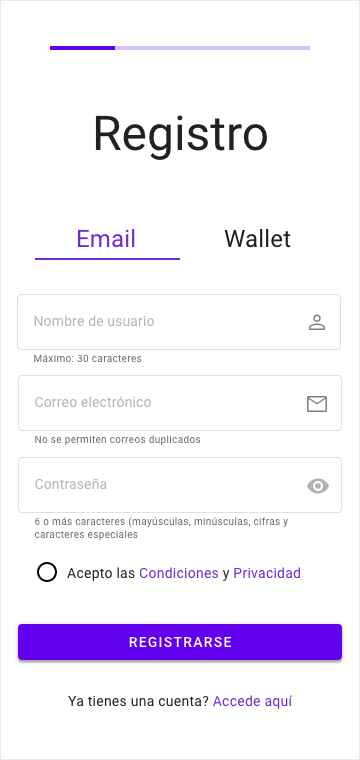 Registro
Email
Wallet
Nombre de usuario
Máximo: 30 caracteres
Correo electrónico
No se permiten correos duplicados
Contraseña
6 o más caracteres (mayúsculas, minúsculas, cifras y
caracteres especiales
Acepto las Condiciones y Privacidad
REGISTRARSE
Ya tienes una cuenta? Accede aquí